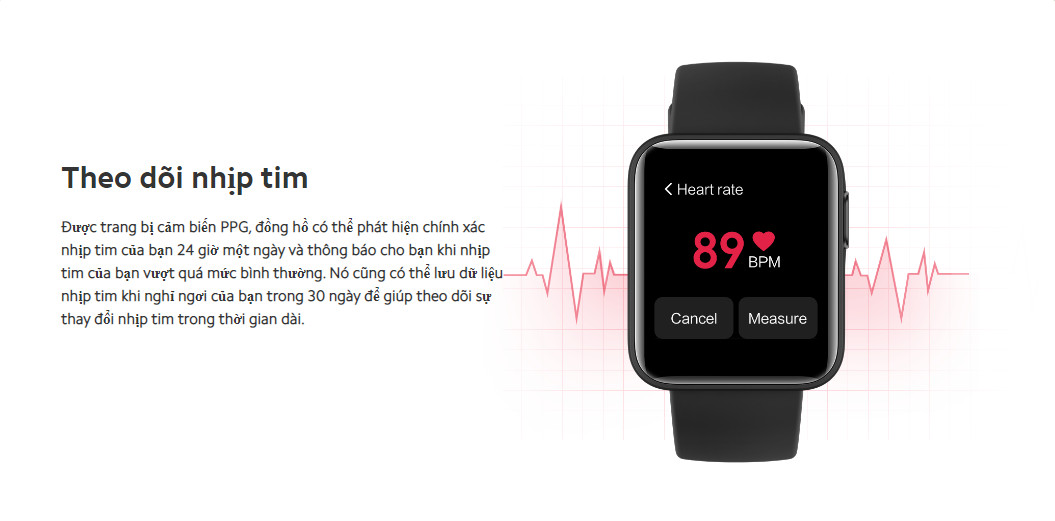 Theo dõi nhịp tim
Được trang bị cảm biến PPG, đồng hồ có thể phát hiện chính xác
nhịp tim của bạn 24 giờ một ngày và thông báo cho bạn khi nhịp
tim của bạn vượt quá mức bình thường. Nó cũng có thể lưu dữ liệu
nhịp tim khi nghỉ ngơi của bạn trong 30 ngày để giúp theo dõi sự
thay đổi nhịp tim trong thời gian dài.
Heart rate
89
BPM
Cancel Measure